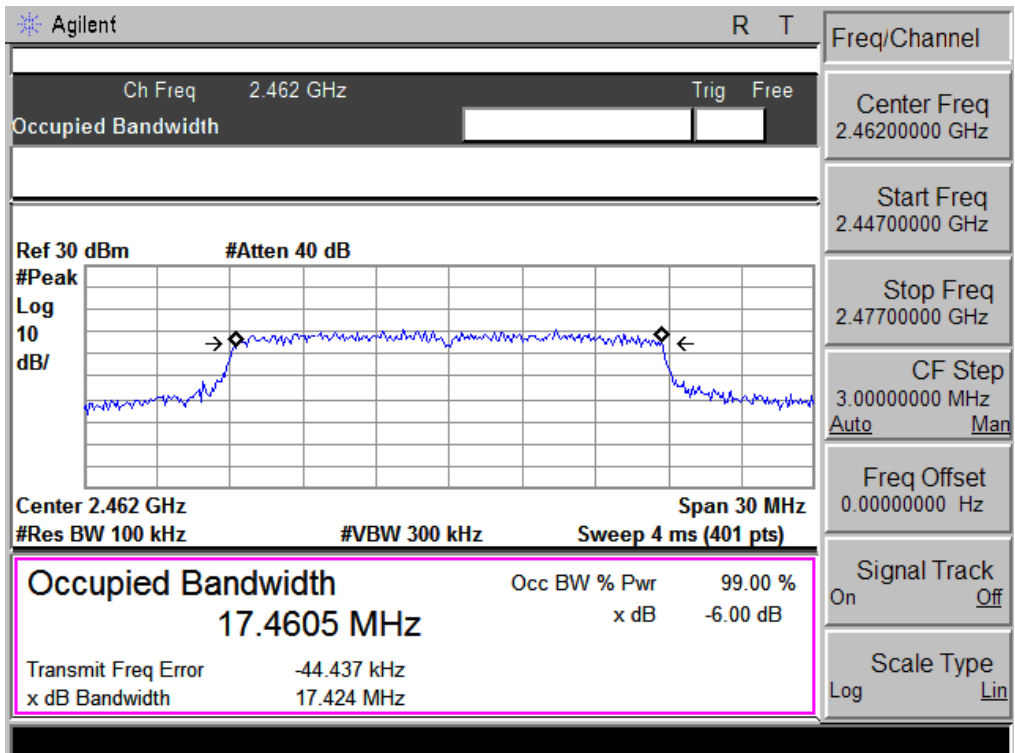 Agilent R T
Ch Freq 2.462 GHz Trig Free
Occupied Bandwidth
Ref 30 dBm #Atten 40 dB
#Peak
Log
10
dB/
Center 2.462 GHz Span 30 MHz
#Res BW 100 kHz #VBW 300 kHz Sweep 4 ms (401 pts)
Occupied Bandwidth Occ BW % Pwr 99.00 %
17.4605 MHz x dB -6.00 dB
Transmit Freq Error -44.437 kHz
x dB Bandwidth 17.424 MHz
Freq/Channel
Center Freq
2.46200000 GHz
Start Freq
2.44700000 GHz
Stop Freq
2.47700000 GHz
CF Step
3.00000000 MHz
Auto Man
Freq Offset
0.00000000 Hz
Signal Track
On Off
Scale Type
Log Lin